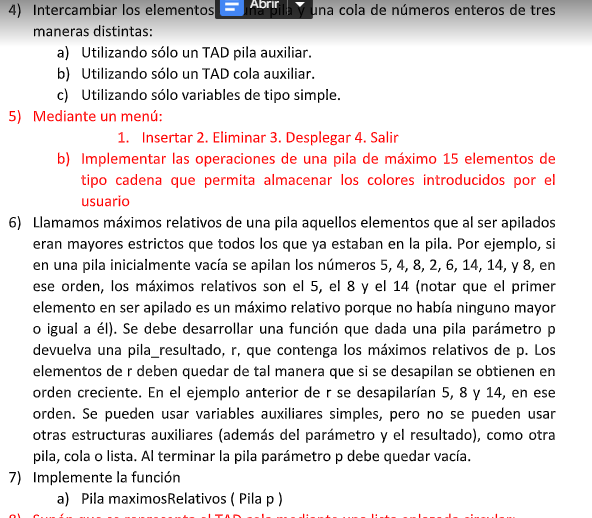 4) Intercambiar los elementos
Abrir
y una cola de números enteros de tres
maneras distintas:
a) Utilizando sólo un TAD pila auxiliar.
b) Utilizando sólo un TAD cola auxiliar.
c) Utilizando sólo variables de tipo simple.
5) Mediante un menú:
1. Insertar 2. Eliminar 3. Desplegar 4. Salir
b) Implementar las operaciones de una pila de máximo 15 elementos de
tipo cadena que permita almacenar los colores introducidos por el
usuario
6) Llamamos máximos relativos de una pila aquellos elementos que al ser apilados
eran mayores estrictos que todos los que ya estaban en la pila. Por ejemplo, si
en una pila inicialmente vacía se apilan los números 5, 4, 8, 2, 6, 14, 14, y 8, en
ese orden, los máximos relativos son el 5, el 8 y el 14 (notar que el primer
elemento en ser apilado es un máximo relativo porque no había ninguno mayor
o igual a él). Se debe desarrollar una función que dada una pila parámetro p
devuelva una pila_resultado, r, que contenga los máximos relativos de p. Los
elementos de r deben quedar de tal manera que si se desapilan se obtienen en
orden creciente. En el ejemplo anterior de r se desapilarían 5, 8 y 14, en ese
orden. Se pueden usar variables auxiliares simples, pero no se pueden usar
otras estructuras auxiliares (además del parámetro y el resultado), como otra
pila, cola o lista. Al terminar la pila parámetro p debe quedar vacía.
7) Implemente la función
a) Pila maximosRelativos ( Pila p )